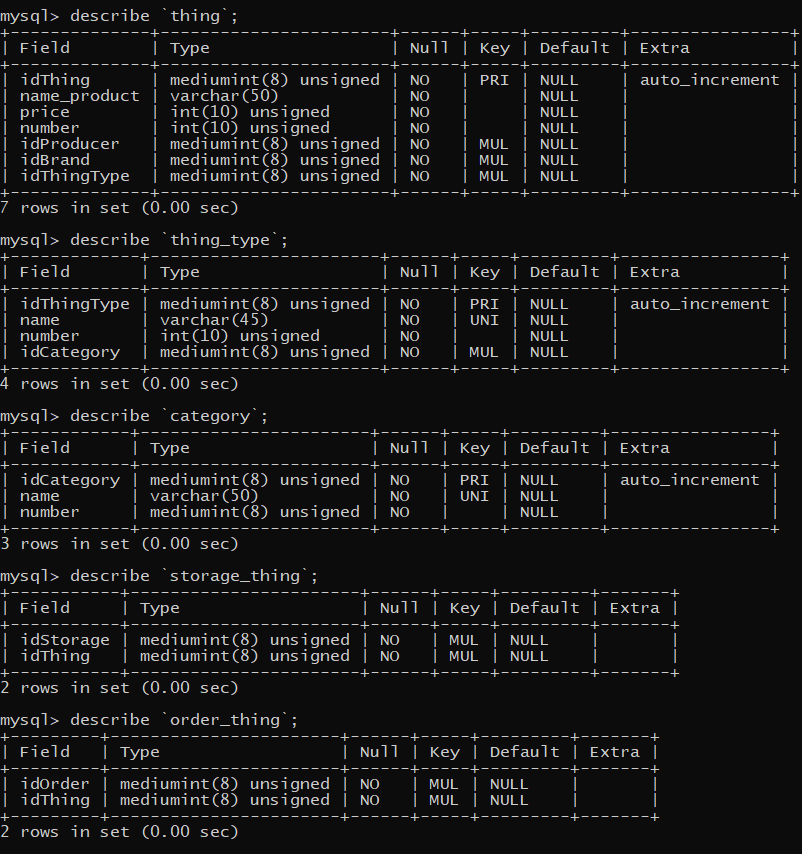 mysql> describe `thing`;
+--------------+-----------------------+------+-----+---------+----------------+
| Field        | Type                  | Null | Key | Default | Extra          |
+--------------+-----------------------+------+-----+---------+----------------+
| idThing      | mediumint(8) unsigned | NO   | PRI | NULL    | auto_increment |
| name_product | varchar(50)           | NO   |     | NULL    |                |
| price        | int(10) unsigned      | NO   |     | NULL    |                |
| number       | int(10) unsigned      | NO   |     | NULL    |                |
| idProducer   | mediumint(8) unsigned | NO   | MUL | NULL    |                |
| idBrand      | mediumint(8) unsigned | NO   | MUL | NULL    |                |
| idThingType  | mediumint(8) unsigned | NO   | MUL | NULL    |                |
+--------------+-----------------------+------+-----+---------+----------------+
7 rows in set (0.00 sec)
mysql> describe `thing_type`;
+-------------+-----------------------+------+-----+---------+----------------+
| Field       | Type                  | Null | Key | Default | Extra          |
+-------------+-----------------------+------+-----+---------+----------------+
| idThingType | mediumint(8) unsigned | NO   | PRI | NULL    | auto_increment |
| name        | varchar(45)           | NO   | UNI | NULL    |                |
| number      | int(10) unsigned      | NO   |     | NULL    |                |
| idCategory  | mediumint(8) unsigned | NO   | MUL | NULL    |                |
+-------------+-----------------------+------+-----+---------+----------------+
4 rows in set (0.00 sec)
mysql> describe `category`;
+------------+-----------------------+------+-----+---------+----------------+
| Field      | Type                  | Null | Key | Default | Extra          |
+------------+-----------------------+------+-----+---------+----------------+
| idCategory | mediumint(8) unsigned | NO   | PRI | NULL    | auto_increment |
| name       | varchar(50)           | NO   | UNI | NULL    |                |
| number     | mediumint(8) unsigned | NO   |     | NULL    |                |
+------------+-----------------------+------+-----+---------+----------------+
3 rows in set (0.00 sec)
mysql> describe `storage_thing`;
+-----------+-----------------------+------+-----+---------+-------+
| Field     | Type                  | Null | Key | Default | Extra |
+-----------+-----------------------+------+-----+---------+-------+
| idStorage | mediumint(8) unsigned | NO   | MUL | NULL    |       |
| idThing   | mediumint(8) unsigned | NO   | MUL | NULL    |       |
+-----------+-----------------------+------+-----+---------+-------+
2 rows in set (0.00 sec)
mysql> describe `order_thing`;
+---------+-----------------------+------+-----+---------+-------+
| Field   | Type                  | Null | Key | Default | Extra |
+---------+-----------------------+------+-----+---------+-------+
| idOrder | mediumint(8) unsigned | NO   | MUL | NULL    |       |
| idThing | mediumint(8) unsigned | NO   | MUL | NULL    |       |
+---------+-----------------------+------+-----+---------+-------+
2 rows in set (0.00 sec)